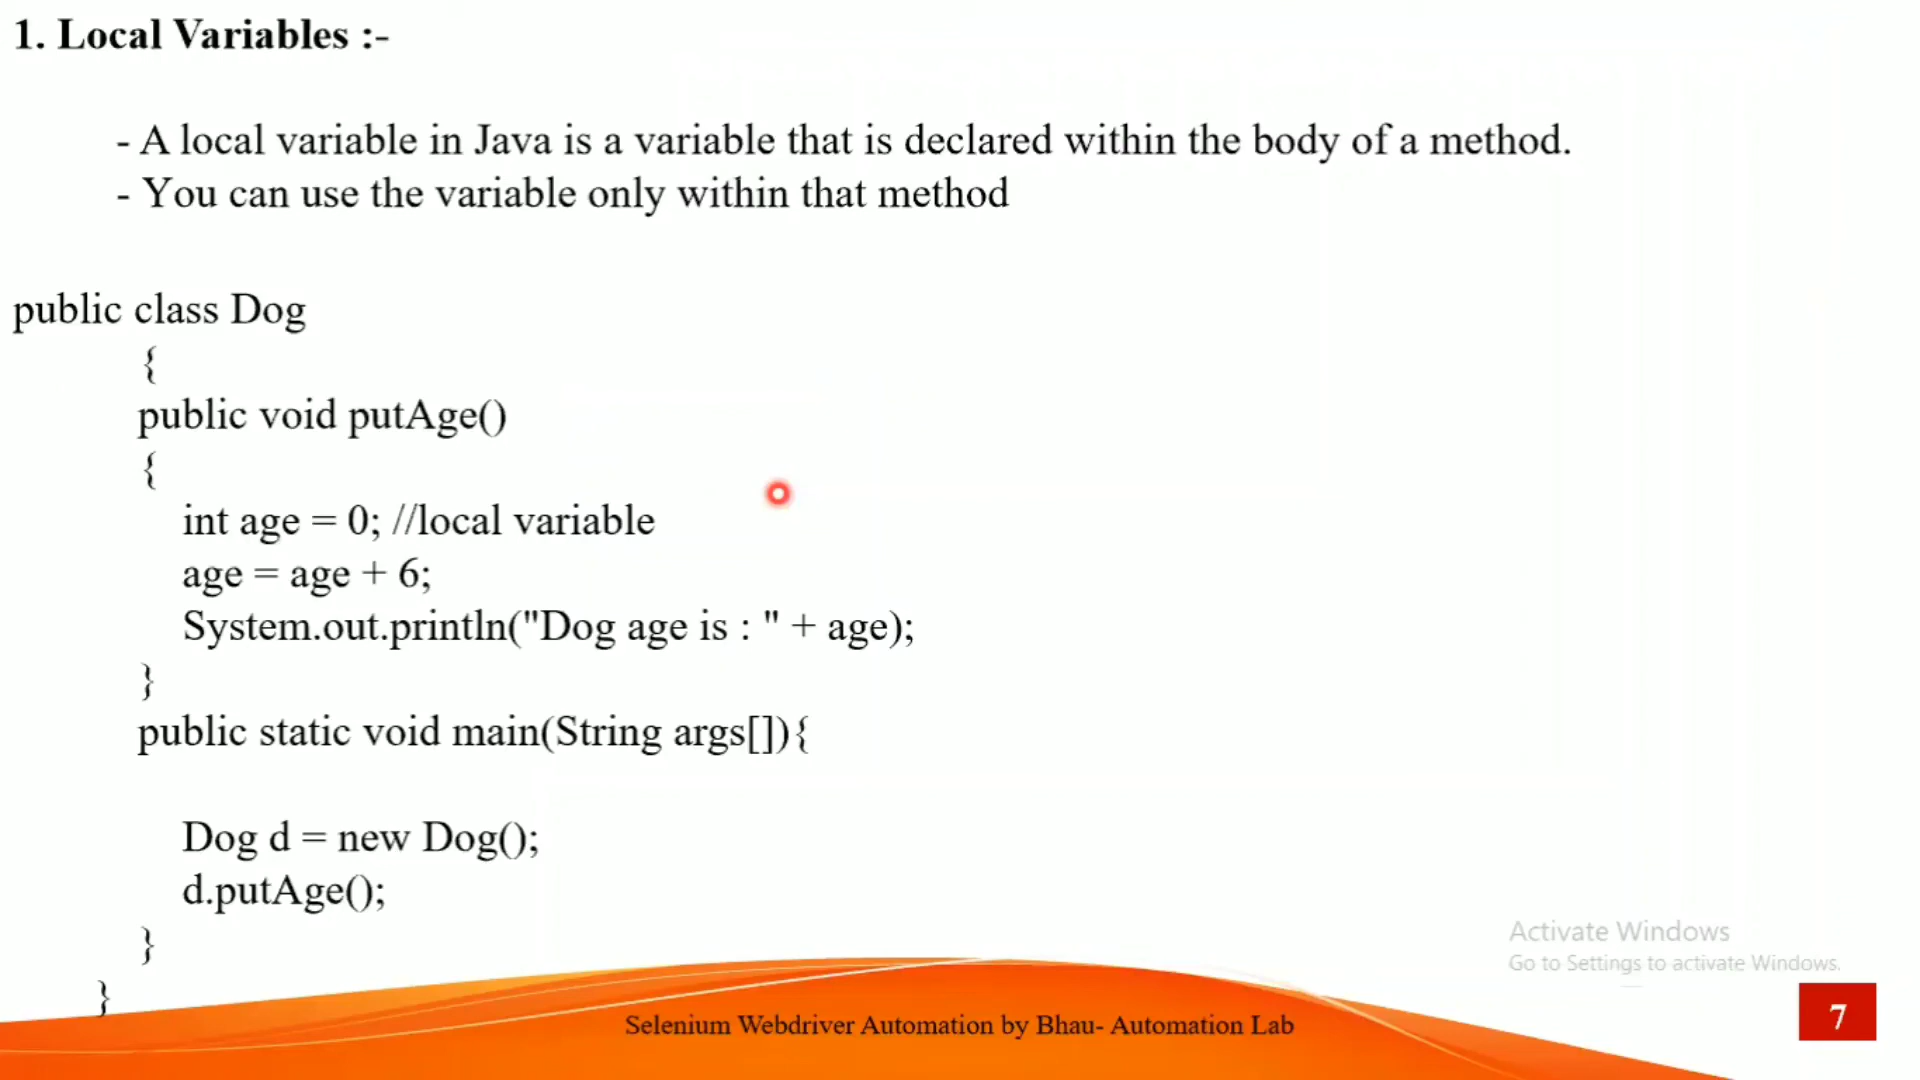 1. Local Variables :-
- A local variable in Java is a variable that is declared within the body of a method.
- You can use the variable only within that method
public class Dog
{
public void putAge()
{
int age = 0; //local variable
age = age + 6;
System.out.println("Dog age is : " + age);
}
public static void main(String args[]){
Dog d = new Dog();
d.putAge();
}
}
Activate Windows
Go to Settings to activate Windows.
Selenium Webdriver Automation by Bhau- Automation Lab
7